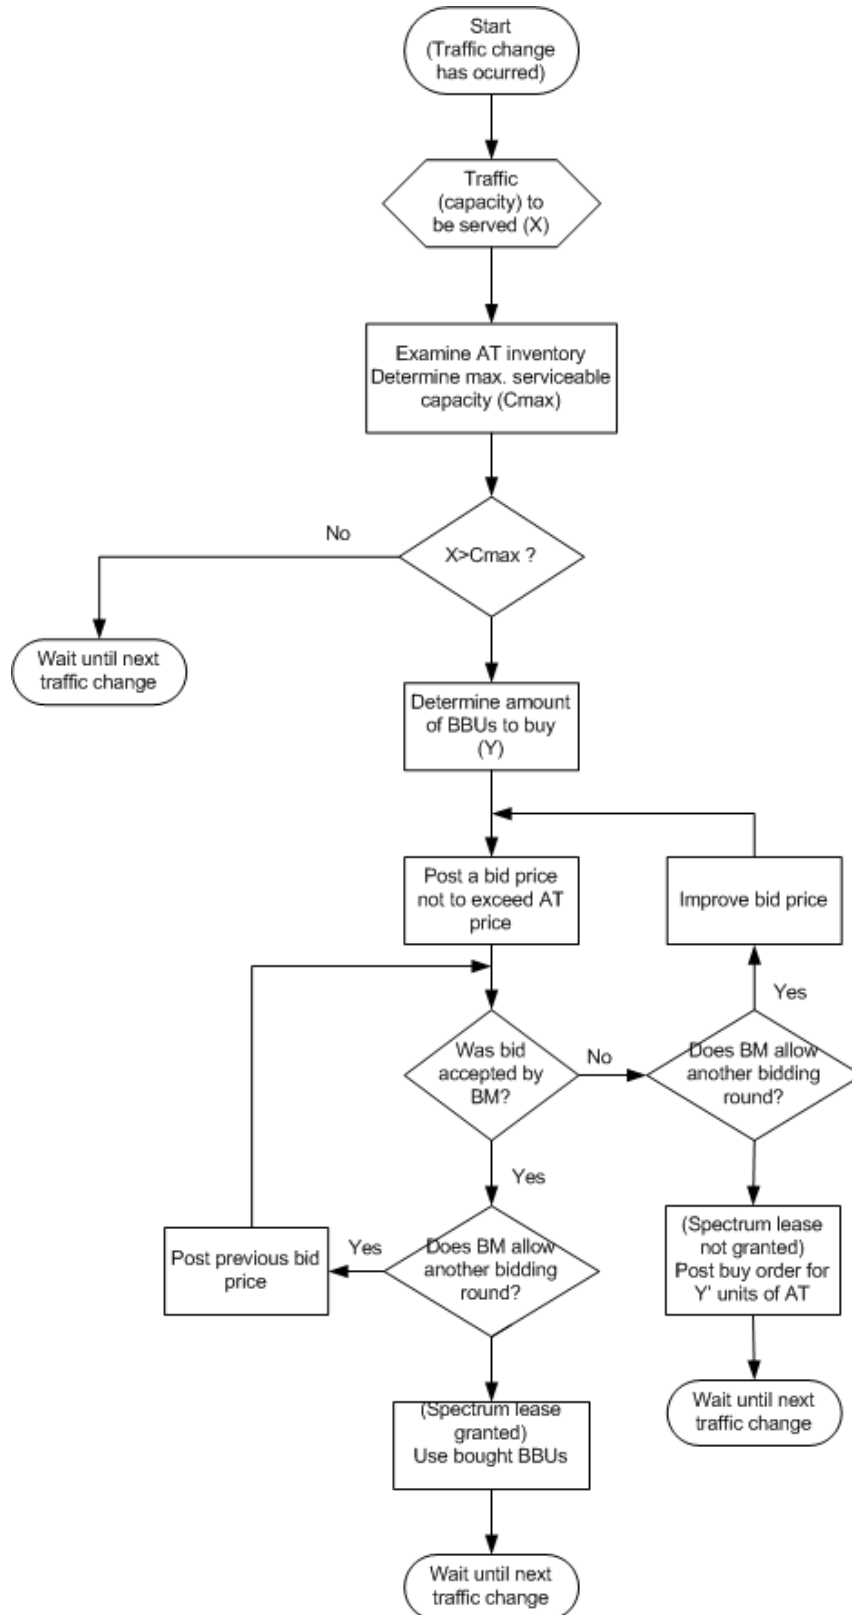 Start
(Traffic change
has ocurred)
Traffic
(capacity) to
be served (X)
Examine AT inventory
Determine max. serviceable
capacity (Cmax)
No
X>Cmax ?
Wait until next
traffic change
Determine amount
of BBUs to buy
(Y)
Post a bid price
not to exceed AT
price
Improve bid price
Yes
Was bid
accepted by
BM?
No
Does BM allow
another bidding
round?
Yes
(Spectrum lease
not granted)
Post buy order for
Y' units of AT
Post previous bid
price
Yes
Does BM allow
another bidding
round?
Wait until next
traffic change
(Spectrum lease
granted)
Use bought BBUs
Wait until next
traffic change